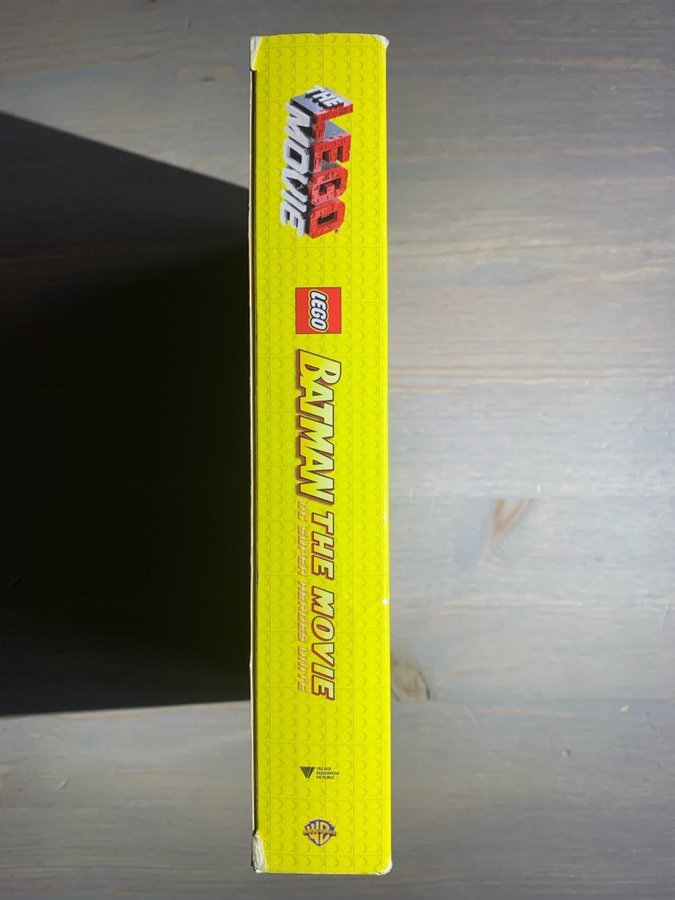 THE
LEGO
MOVIE
LEGO
BATMAN THE MOVIE
DC SUPER HEROES UNITE
VILLAGE
ROADSHOW
PICTURES
WB